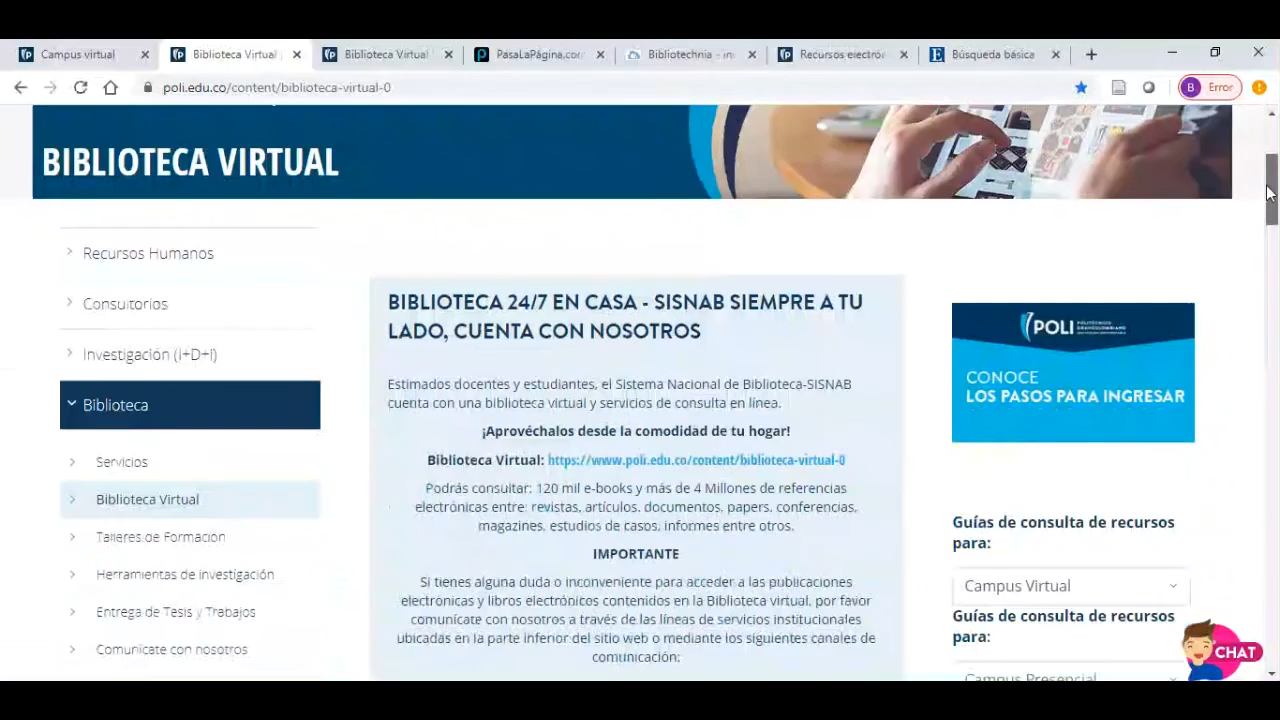 Campus virtual
Biblioteca Virtual
Biblioteca Virtual
PasaLaPágina.com
Bibliotechnia - in
Recursos electrón
Búsqueda básica
poli.edu.co/content/biblioteca-virtual-0
B Error
BIBLIOTECA VIRTUAL
Recursos Humanos
Consultorios
Investigación (I+D+I)
Biblioteca
Servicios
Biblioteca Virtual
Talleres de Formación
Herramientas de investigación
Entrega de Tesis y Trabajos
Comunícate con nosotros
BIBLIOTECA 24/7 EN CASA - SISNAB SIEMPRE A TU
LADO, CUENTA CON NOSOTROS
Estimados docentes y estudiantes, el Sistema Nacional de Biblioteca-SISNAB
cuenta con una biblioteca virtual y servicios de consulta en línea.
¡Aprovéchalos desde la comodidad de tu hogar!
Biblioteca Virtual: https://www.poli.edu.co/content/biblioteca-virtual-0
Podrás consultar: 120 mil e-books y más de 4 Millones de referencias
electrónicas entre: revistas, artículos, documentos, papers, conferencias,
magazines, estudios de casos, informes entre otros.
IMPORTANTE
Si tienes alguna duda o inconveniente para acceder a las publicaciones
electrónicas y libros electrónicos contenidos en la Biblioteca virtual, por favor
comunícate con nosotros a través de las líneas de servicios institucionales
ubicadas en la parte inferior del sitio web o mediante los siguientes canales de
comunicación:
POLI POLITÉCNICO
GRANCOLOMBIANO
CONOCE
LOS PASOS PARA INGRESAR
Guías de consulta de recursos
para:
Campus Virtual
Guías de consulta de recursos
para:
Campus Presencial
CHAT